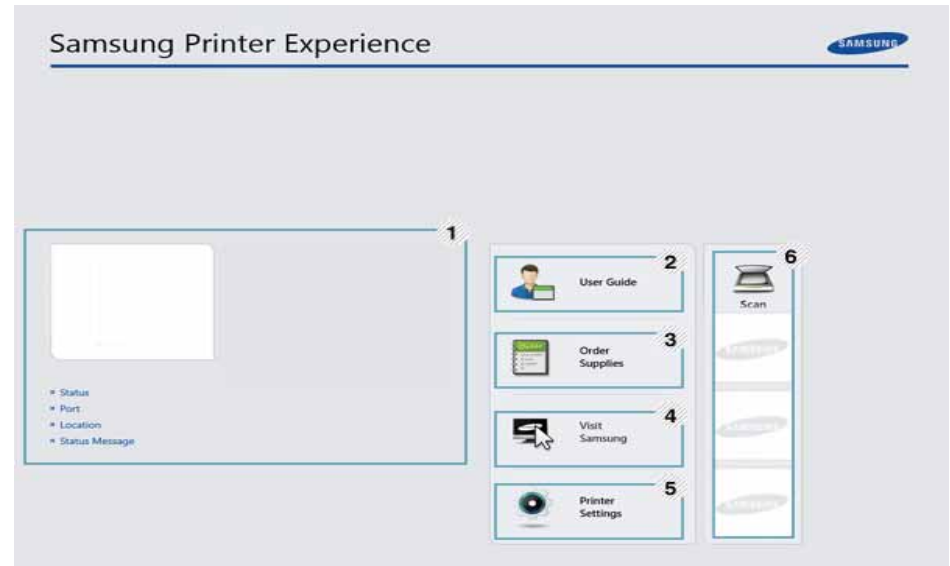 Samsung Printer Experience
SAMSUNG
1
2
User Guide
3
Order
Supplies
4
Visit
Samsung
5
Printer
Settings
6
Scan
Status
Port
Location
Status Message